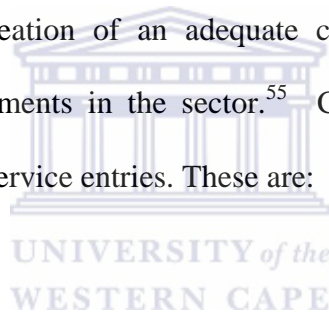 eation of an adequate c
ments in the sector.55 C
ervice entries. These are:
UNIVERSITY of the
WESTERN CAPE